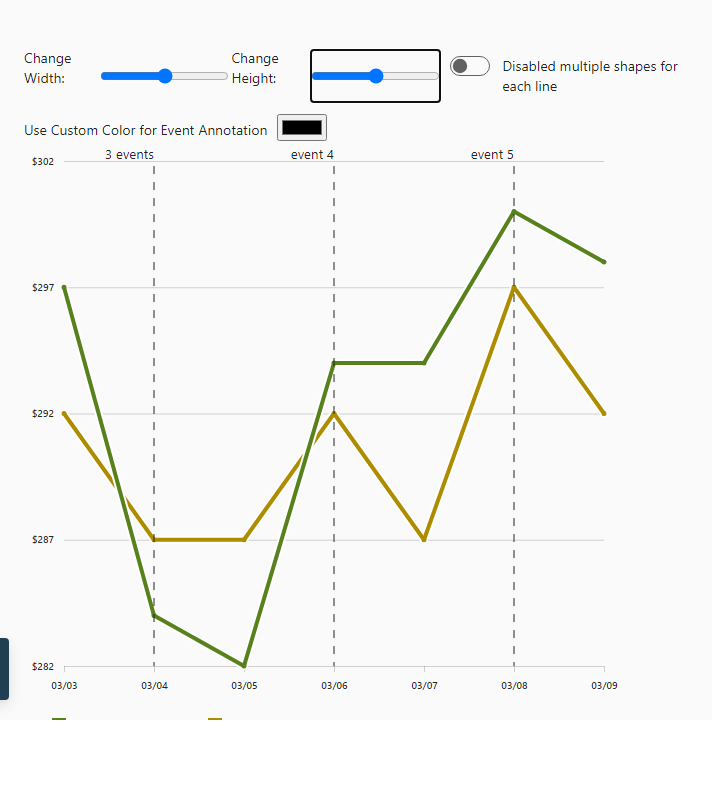 Change Width:
Change Height:
Disabled multiple shapes for
each line
Use Custom Color for Event Annotation
3 events
event 4
event 5
$302
$297
$292
$287
$282
03/03
03/04
03/05
03/06
03/07
03/08
03/09